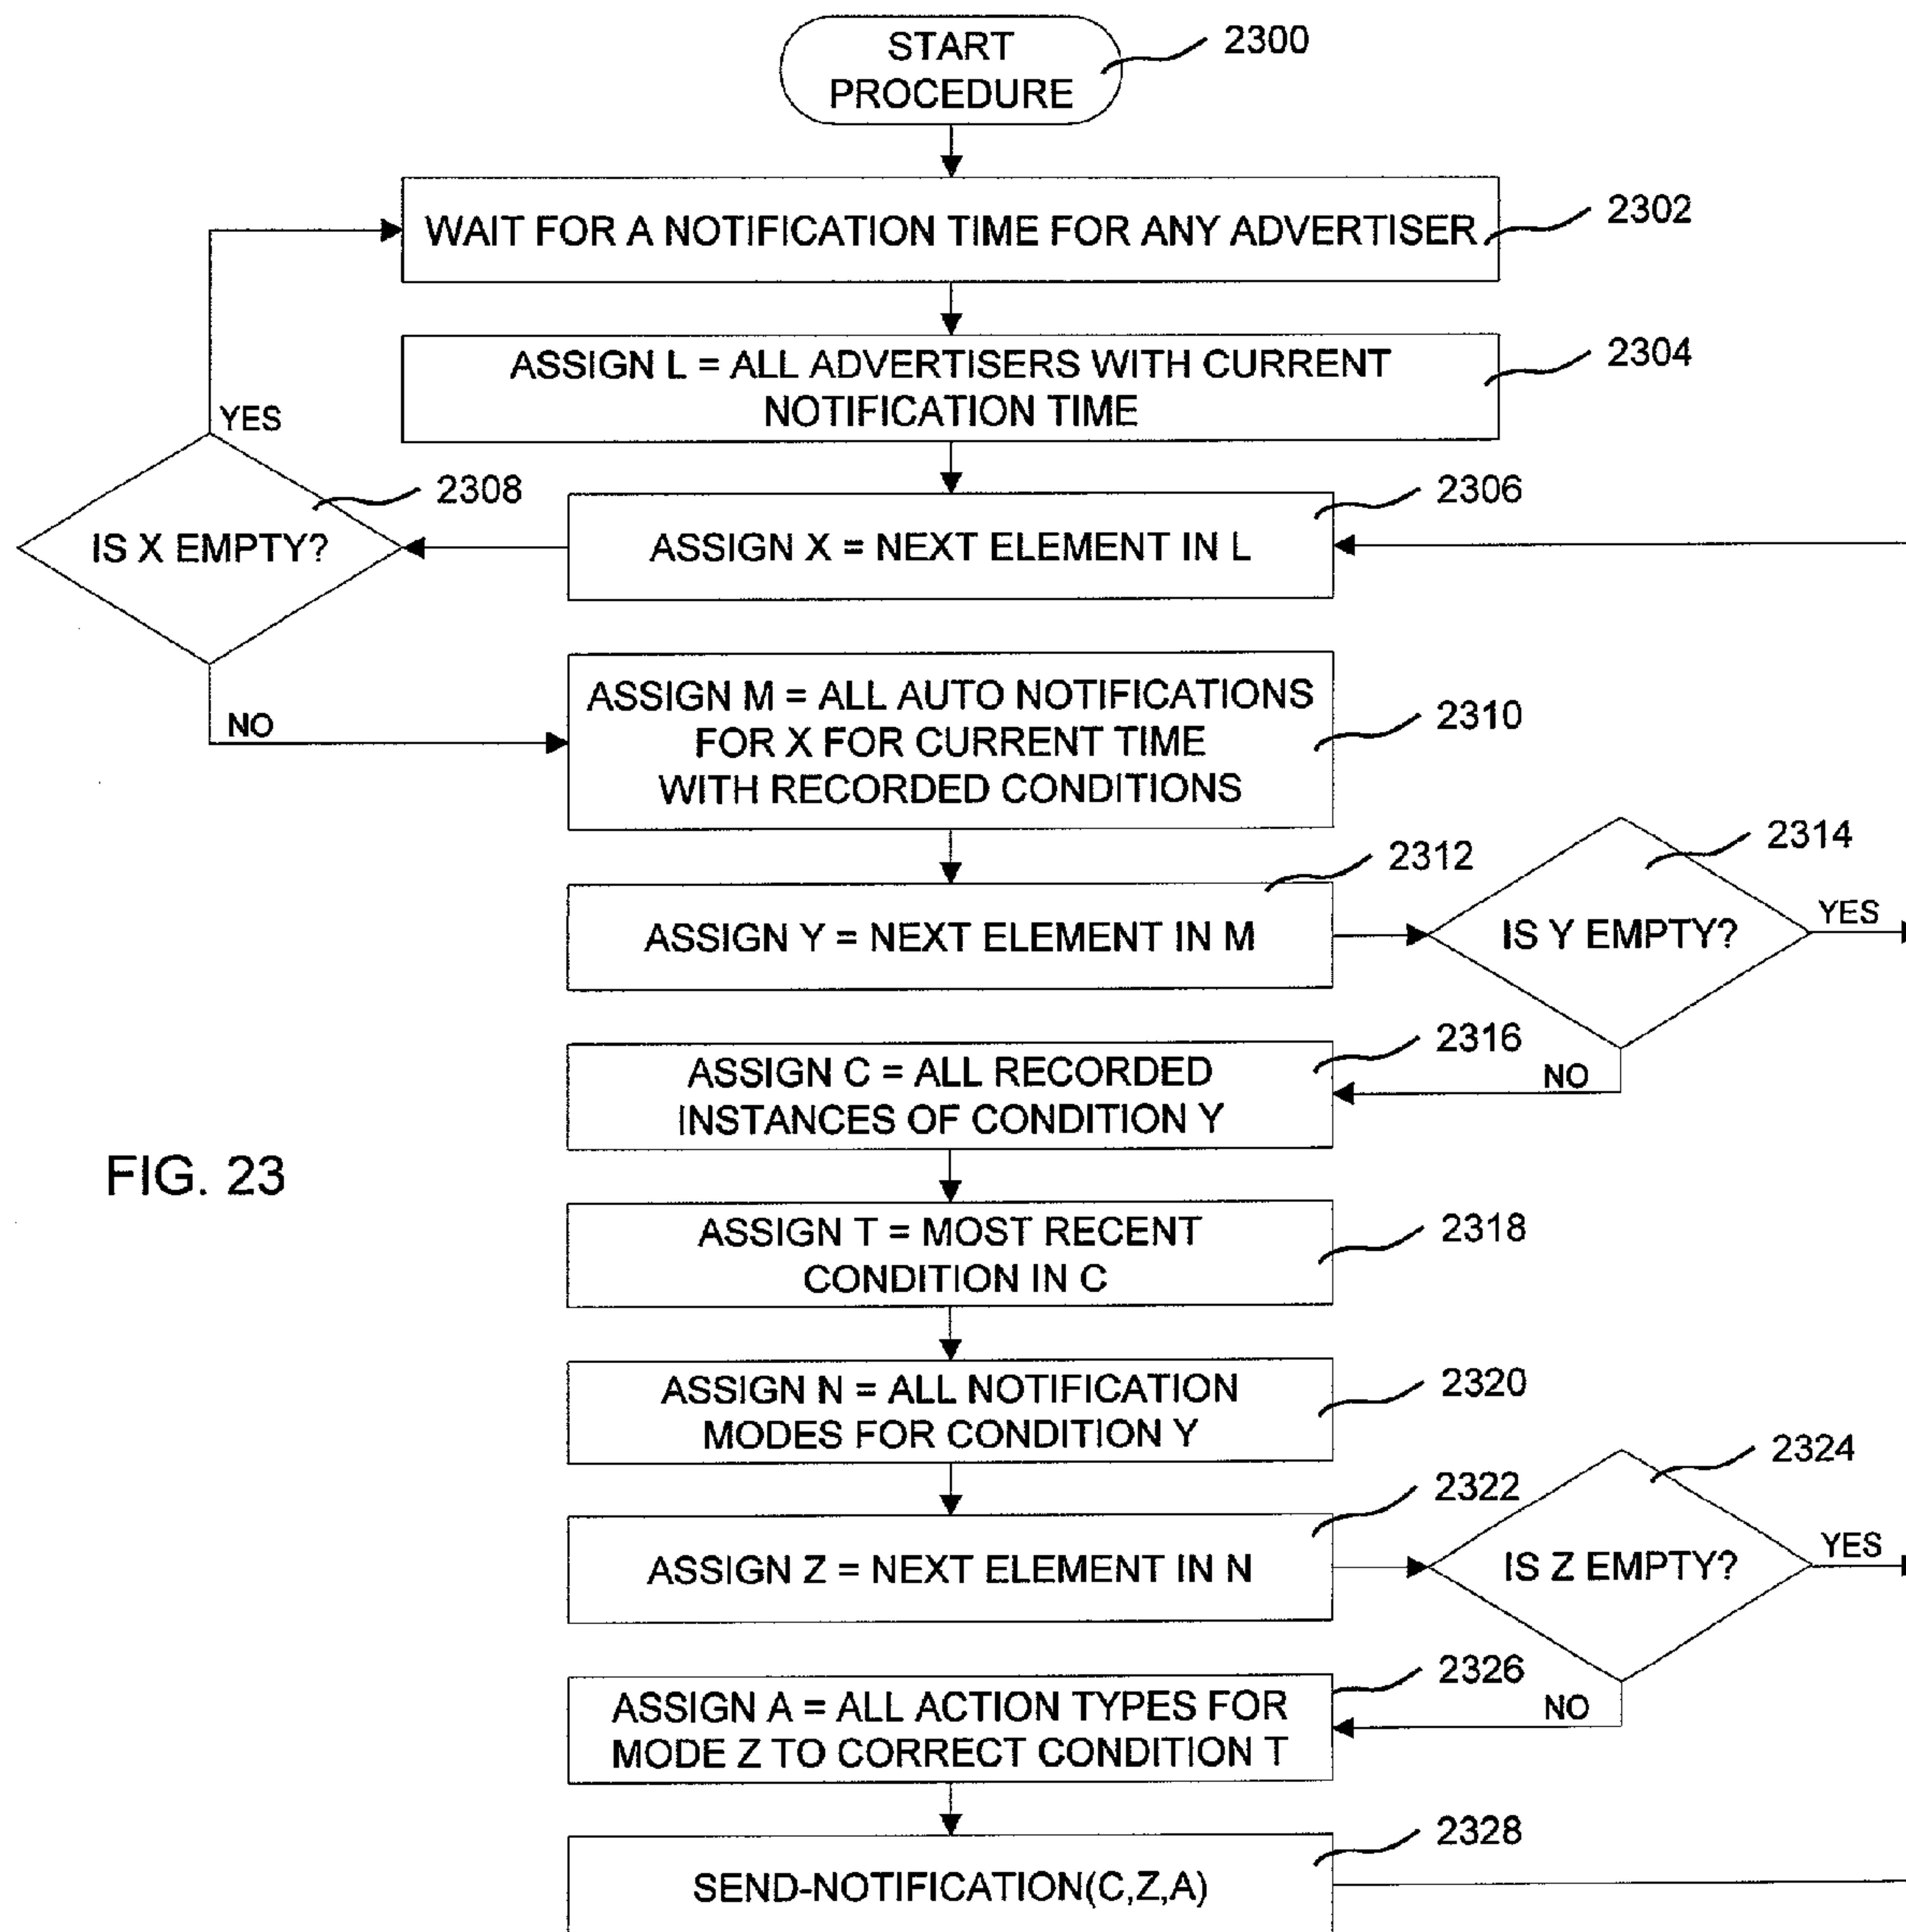 START
PROCEDURE
2300
WAIT FOR A NOTIFICATION TIME FOR ANY ADVERTISER
2302
ASSIGN L = ALL ADVERTISERS WITH CURRENT
NOTIFICATION TIME
2304
YES
2308
IS X EMPTY?
ASSIGN X = NEXT ELEMENT IN L
2306
NO
ASSIGN M = ALL AUTO NOTIFICATIONS
FOR X FOR CURRENT TIME
WITH RECORDED CONDITIONS
2310
ASSIGN Y = NEXT ELEMENT IN M
2312
IS Y EMPTY?
2314
YES
NO
ASSIGN C = ALL RECORDED
INSTANCES OF CONDITION Y
2316
FIG. 23
ASSIGN T = MOST RECENT
CONDITION IN C
2318
ASSIGN N = ALL NOTIFICATION
MODES FOR CONDITION Y
2320
ASSIGN Z = NEXT ELEMENT IN N
2322
IS Z EMPTY?
2324
YES
NO
ASSIGN A = ALL ACTION TYPES FOR
MODE Z TO CORRECT CONDITION T
2326
SEND-NOTIFICATION(C,Z,A)
2328